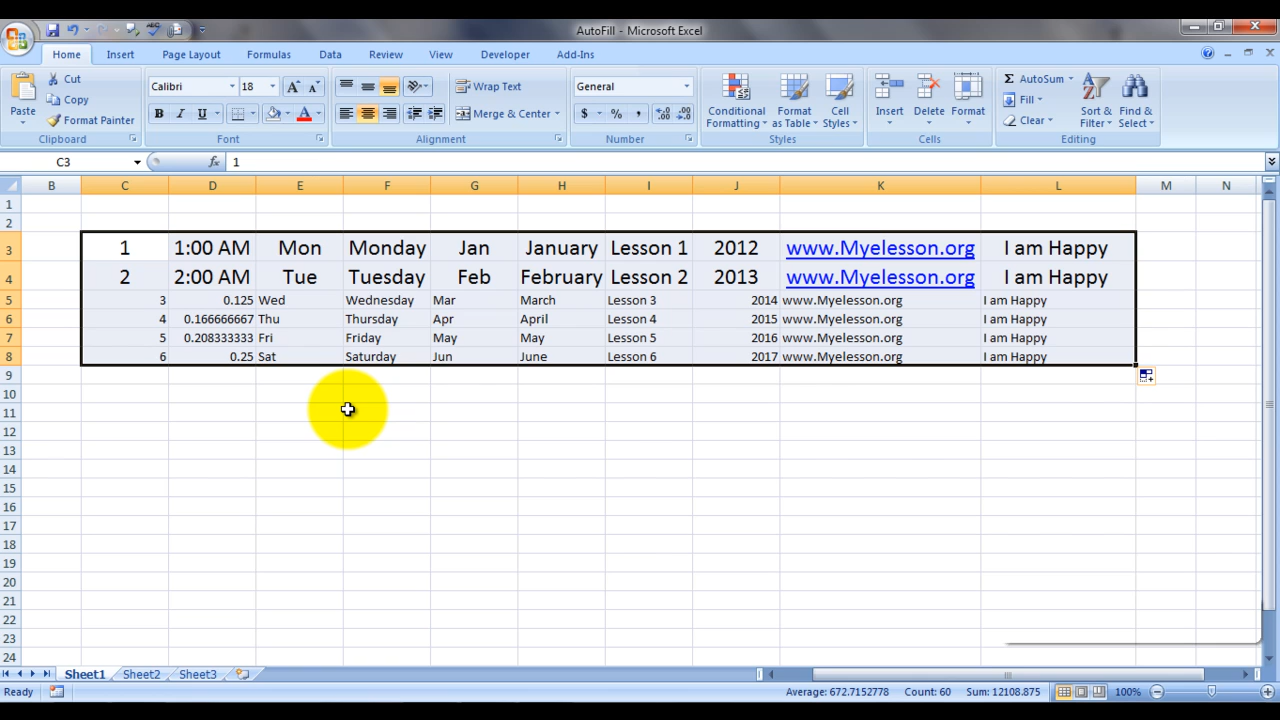 AutoFill - Microsoft Excel
Home Insert Page Layout Formulas Data Review View Developer Add-Ins
Paste Cut Copy Format Painter
Calibri 18 A A Wrap Text General AutoSum
B I U Merge & Center $ % , Conditional Formatting Format as Table Cell Styles Insert Delete Format Fill Clear Sort & Filter Find & Select
Clipboard Font Alignment Number Styles Cells Editing
C3 fx 1
B C D E F G H I J K L M N
1
2
3 1 1:00 AM Mon Monday Jan January Lesson 1 2012 www.Myelesson.org I am Happy
4 2 2:00 AM Tue Tuesday Feb February Lesson 2 2013 www.Myelesson.org I am Happy
5 3 0.125 Wed Wednesday Mar March Lesson 3 2014 www.Myelesson.org I am Happy
6 4 0.166666667 Thu Thursday Apr April Lesson 4 2015 www.Myelesson.org I am Happy
7 5 0.208333333 Fri Friday May May Lesson 5 2016 www.Myelesson.org I am Happy
8 6 0.25 Sat Saturday Jun June Lesson 6 2017 www.Myelesson.org I am Happy
9
10
11
12
13
14
15
16
17
18
19
20
21
22
23
24
Sheet1 Sheet2 Sheet3
Ready Average: 672.7152778 Count: 60 Sum: 12108.875 100%